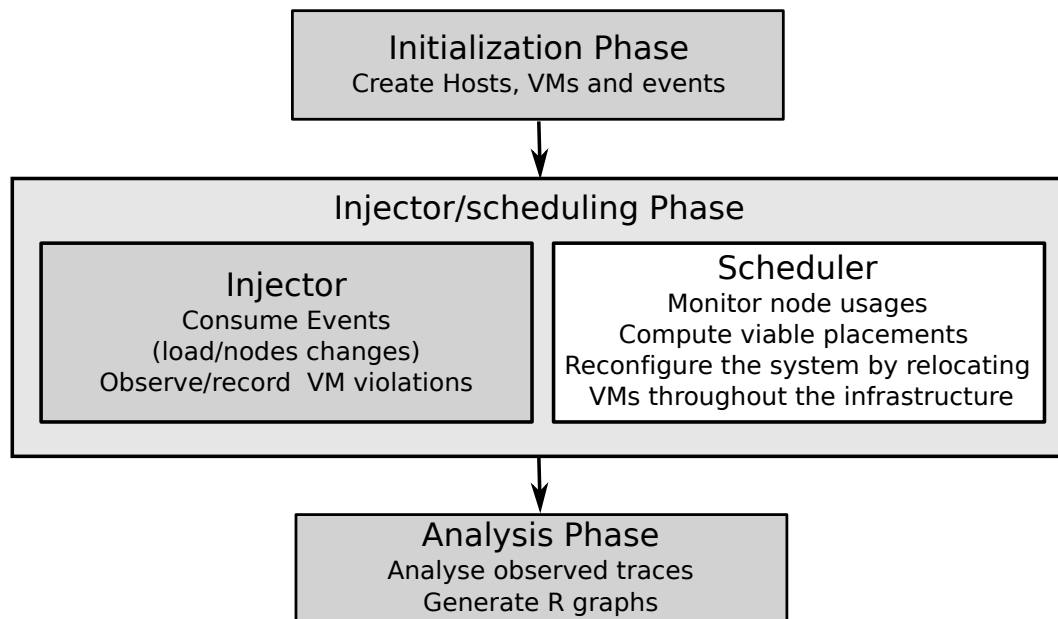 Initialization Phase
Create Hosts, VMs and events
Injector/scheduling Phase
Injector
Consume Events
(load/nodes changes)
Observe/record  VM violations
Scheduler
Monitor node usages
Compute viable placements
Reconfigure the system by relocating
VMs throughout the infrastructure
Analysis Phase
Analyse observed traces
Generate R graphs